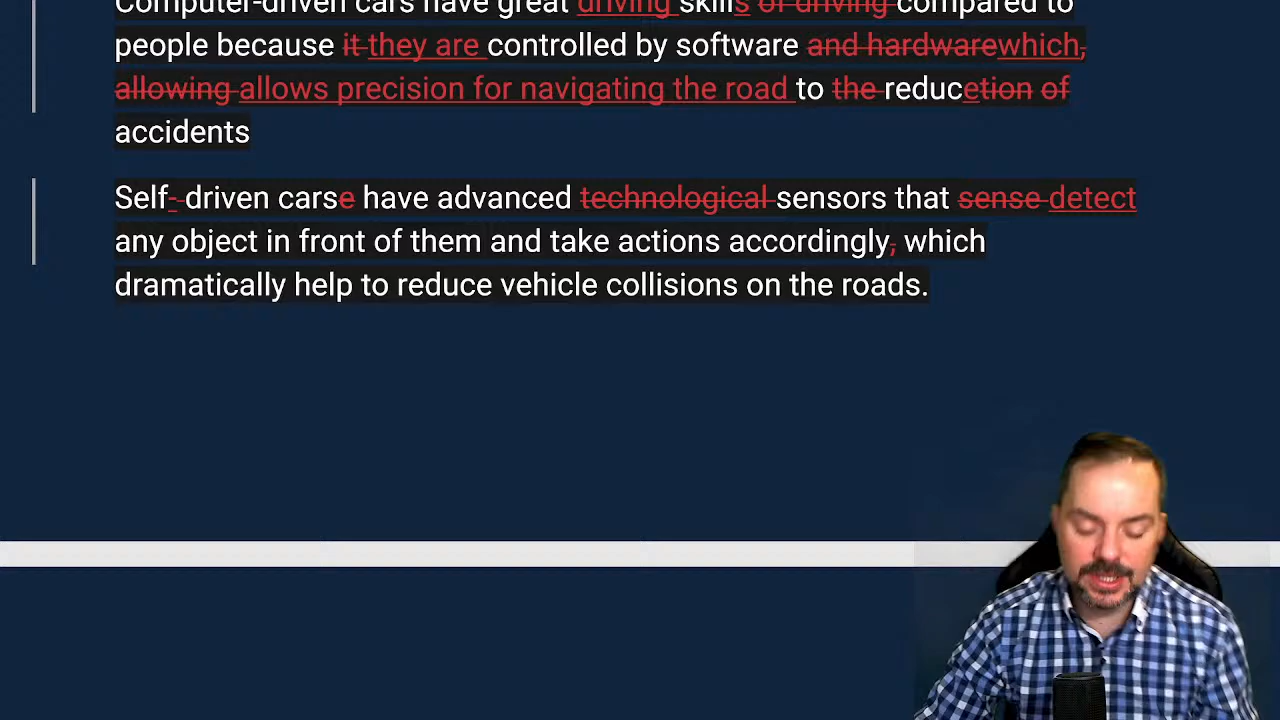 Computer-driven cars have great driving skills of driving compared to
people because it they are controlled by software and hardwarewhich,
allowing allows precision for navigating the road to the reducetion of
accidents
Self- driven carse have advanced technological sensors that sense detect
any object in front of them and take actions accordingly, which
dramatically help to reduce vehicle collisions on the roads.